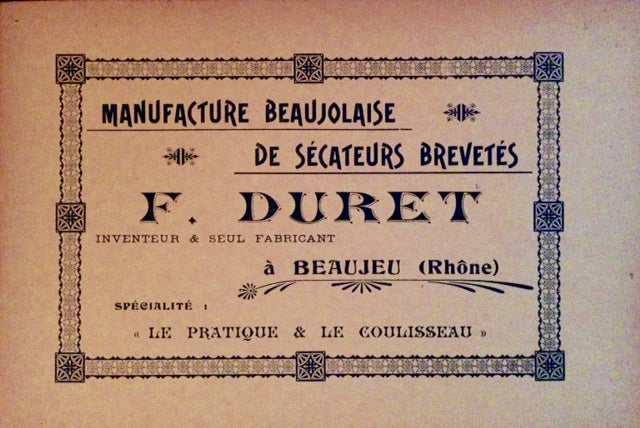 MANUFACTURE BEAUJOLAISE
DE SÉCATEURS BREVETÉS
F. DURET
INVENTEUR & SEUL FABRICANT
à BEAUJEU (Rhône)
SPÉCIALITÉ :
« LE PRATIQUE & LE COULISSEAU »